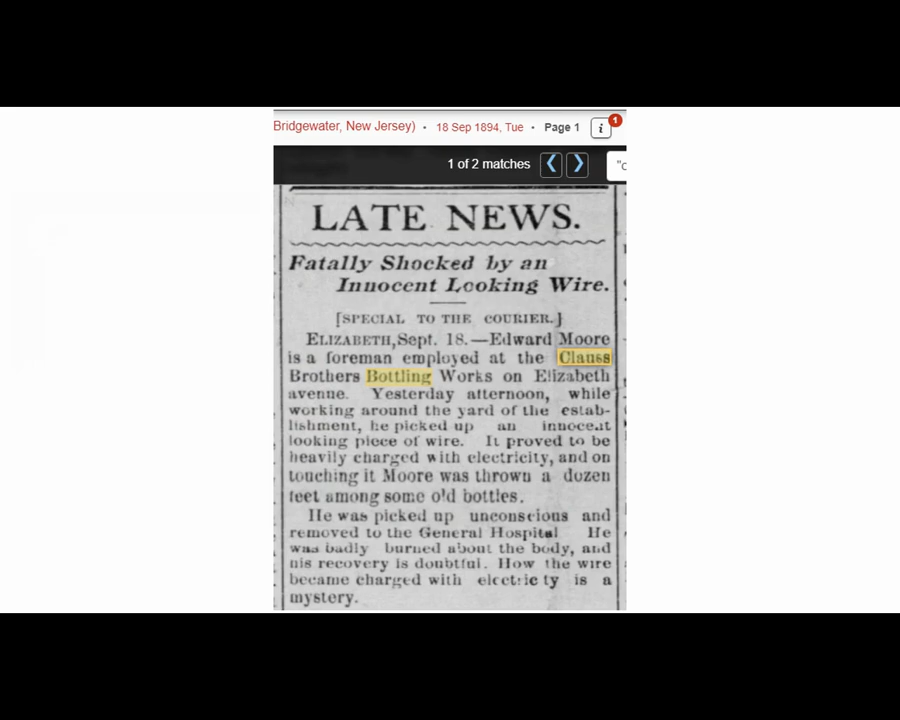 Bridgewater, New Jersey) • 18 Sep 1894, Tue • Page 1 i 1
1 of 2 matches "c
LATE NEWS.
Fatally Shocked by an
Innocent Looking Wire.
[SPECIAL TO THE COURIER.]
ELIZABETH, Sept. 18.—Edward Moore
is a foreman employed at the Clauss
Brothers Bottling Works on Elizabeth
avenue. Yesterday afternoon, while
working around the yard of the estab-
lishment, he picked up an innocent
looking piece of wire. It proved to be
heavily charged with electricity, and on
touching it Moore was thrown a dozen
feet among some old bottles.
He was picked up unconscious and
removed to the General Hospital He
was badly burned about the body, and
his recovery is doubtful. How the wire
became charged with electricity is a
mystery.